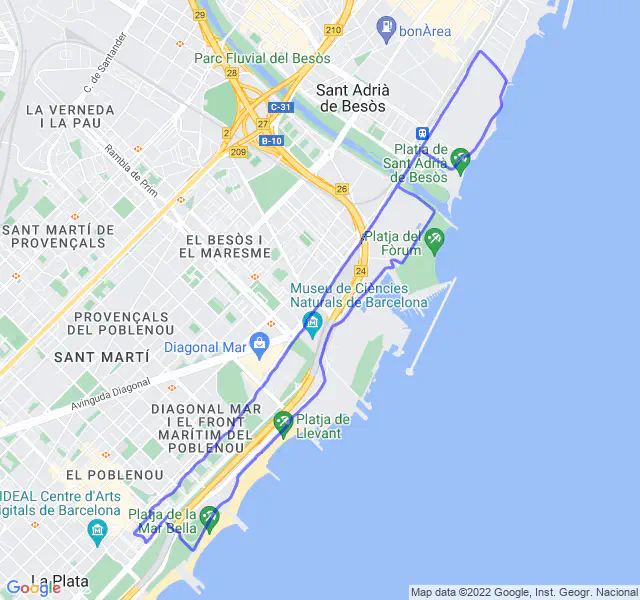 29
210
bonÀrea
C. de Santander
Parc Fluvial del Besòs
28
Sant Adrià
de Besòs
C-31
LA VERNEDA
I LA PAU
27
2
B-10
209
Rambla de Prim
Platja de
Sant Adrià
de Besòs
26
SANT MARTÍ DE
PROVENÇALS
EL BESÒS I
EL MARESME
Platja del
Fòrum
24
Museu de Ciències
Naturals de Barcelona
PROVENÇALS
DEL POBLENOU
Diagonal Mar
SANT MARTÍ
Avinguda Diagonal
DIAGONAL MAR
I EL FRONT
MARÍTIM DEL
POBLENOU
Platja de
Llevant
EL POBLENOU
IDEAL Centre d'Arts
Digitals de Barcelona
Platja de la
Mar Bella
La Plata
Google
Map data ©2022 Google, Inst. Geogr. Nacional